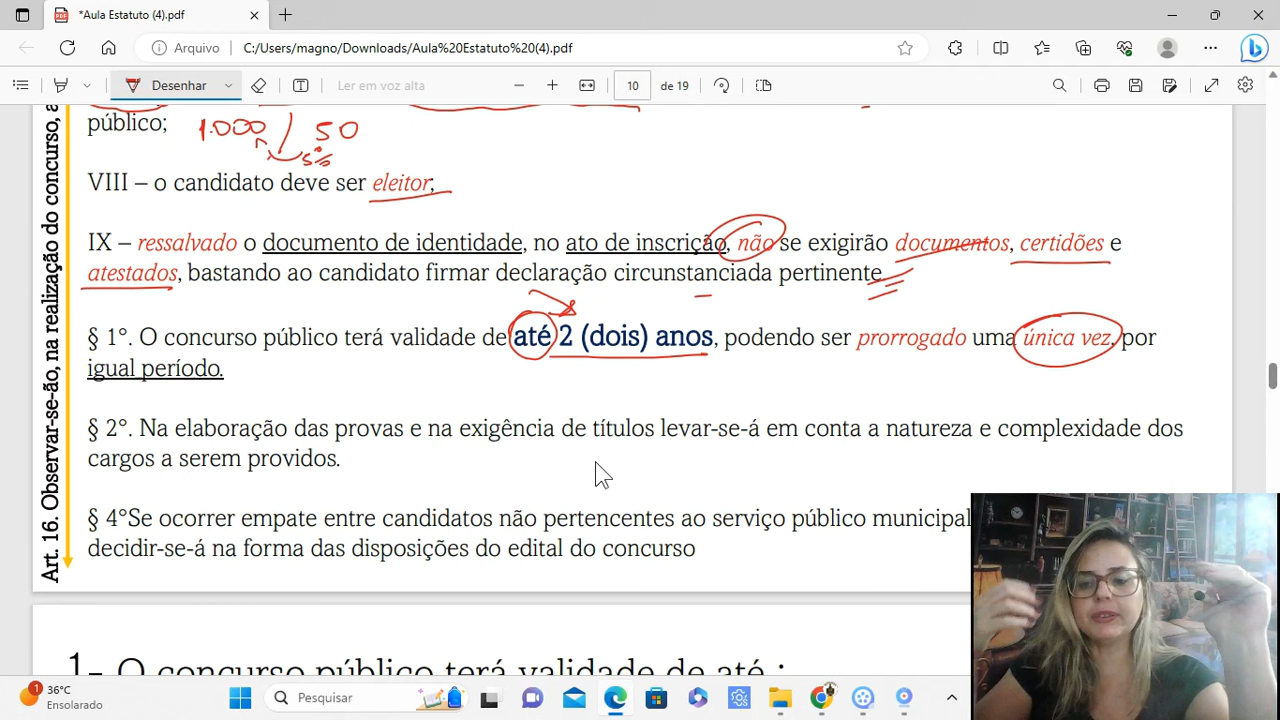 *Aula Estatuto (4).pdf
Arquivo
C:/Users/magno/Downloads/Aula%20Estatuto%20(4).pdf
Desenhar
Ler em voz alta
10
de 19
Art. 16. Observar-se-ão, na realização do concurso, a
público;
1.000
50
VIII – o candidato deve ser eleitor;
IX – ressalvado o documento de identidade, no ato de inscrição, não se exigirão documentos, certidões e
atestados, bastando ao candidato firmar declaração circunstanciada pertinente.
§ 1°. O concurso público terá validade de até 2 (dois) anos, podendo ser prorrogado uma única vez, por
igual período.
§ 2°. Na elaboração das provas e na exigência de títulos levar-se-á em conta a natureza e complexidade dos
cargos a serem providos.
§ 4°Se ocorrer empate entre candidatos não pertencentes ao serviço público municipal
decidir-se-á na forma das disposições do edital do concurso
1- O concurso público terá validade de até :
1
36°C
Ensolarado
Pesquisar